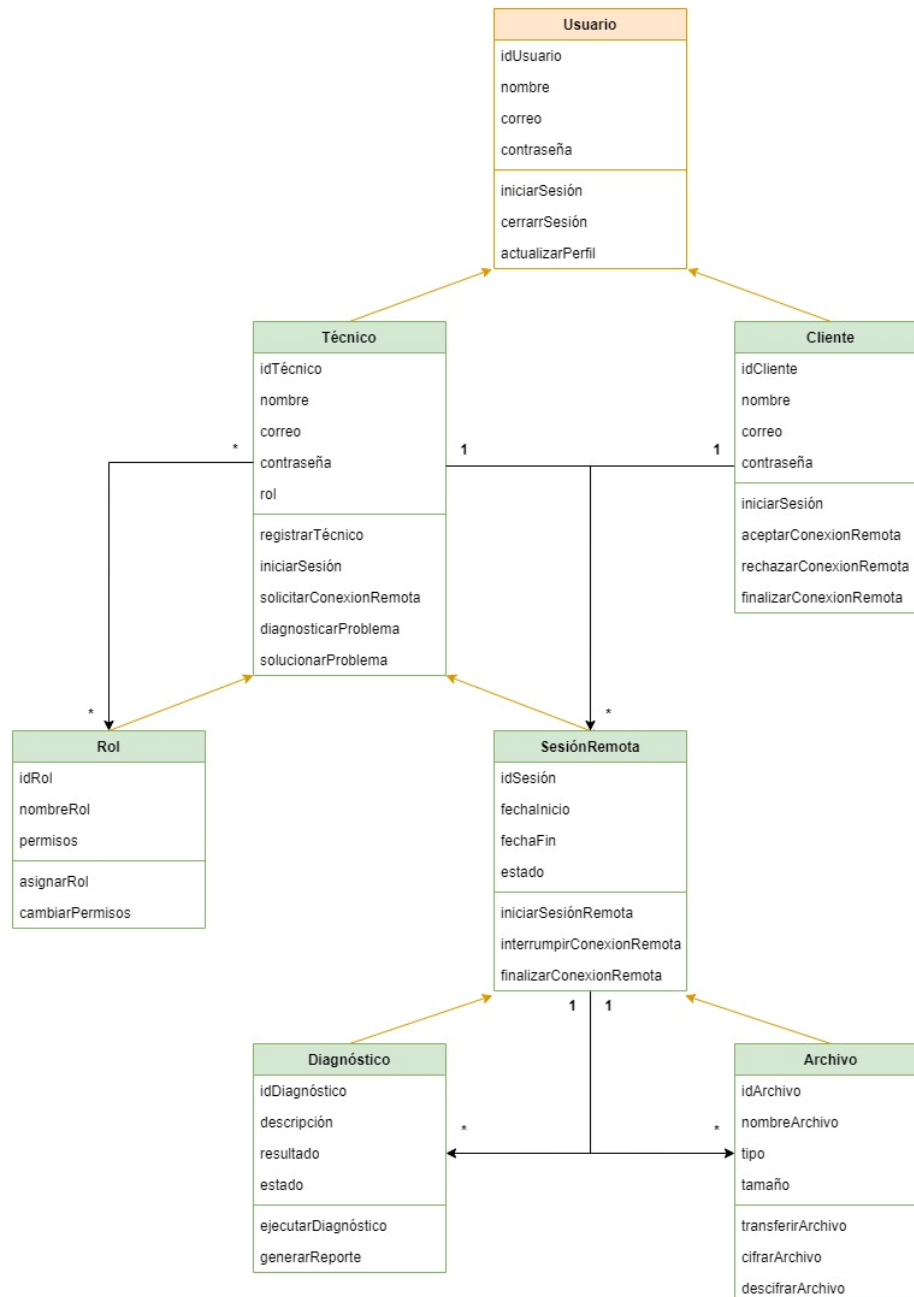 Usuario
idUsuario
nombre
correo
contraseña
iniciarSesión
cerrarrSesión
actualizarPerfil
Técnico
idTécnico
nombre
correo
contraseña
rol
registrarTécnico
iniciarSesión
solicitarConexionRemota
diagnosticarProblema
solucionarProblema
Cliente
idCliente
nombre
correo
contraseña
iniciarSesión
aceptarConexionRemota
rechazarConexionRemota
finalizarConexionRemota
*
1
1
*
*
Rol
idRol
nombreRol
permisos
asignarRol
cambiarPermisos
SesiónRemota
idSesión
fechaInicio
fechaFin
estado
iniciarSesiónRemota
interrumpirConexionRemota
finalizarConexionRemota
1
1
*
*
Diagnóstico
idDiagnóstico
descripción
resultado
estado
ejecutarDiagnóstico
generarReporte
Archivo
idArchivo
nombreArchivo
tipo
tamaño
transferirArchivo
cifrarArchivo
descifrarArchivo